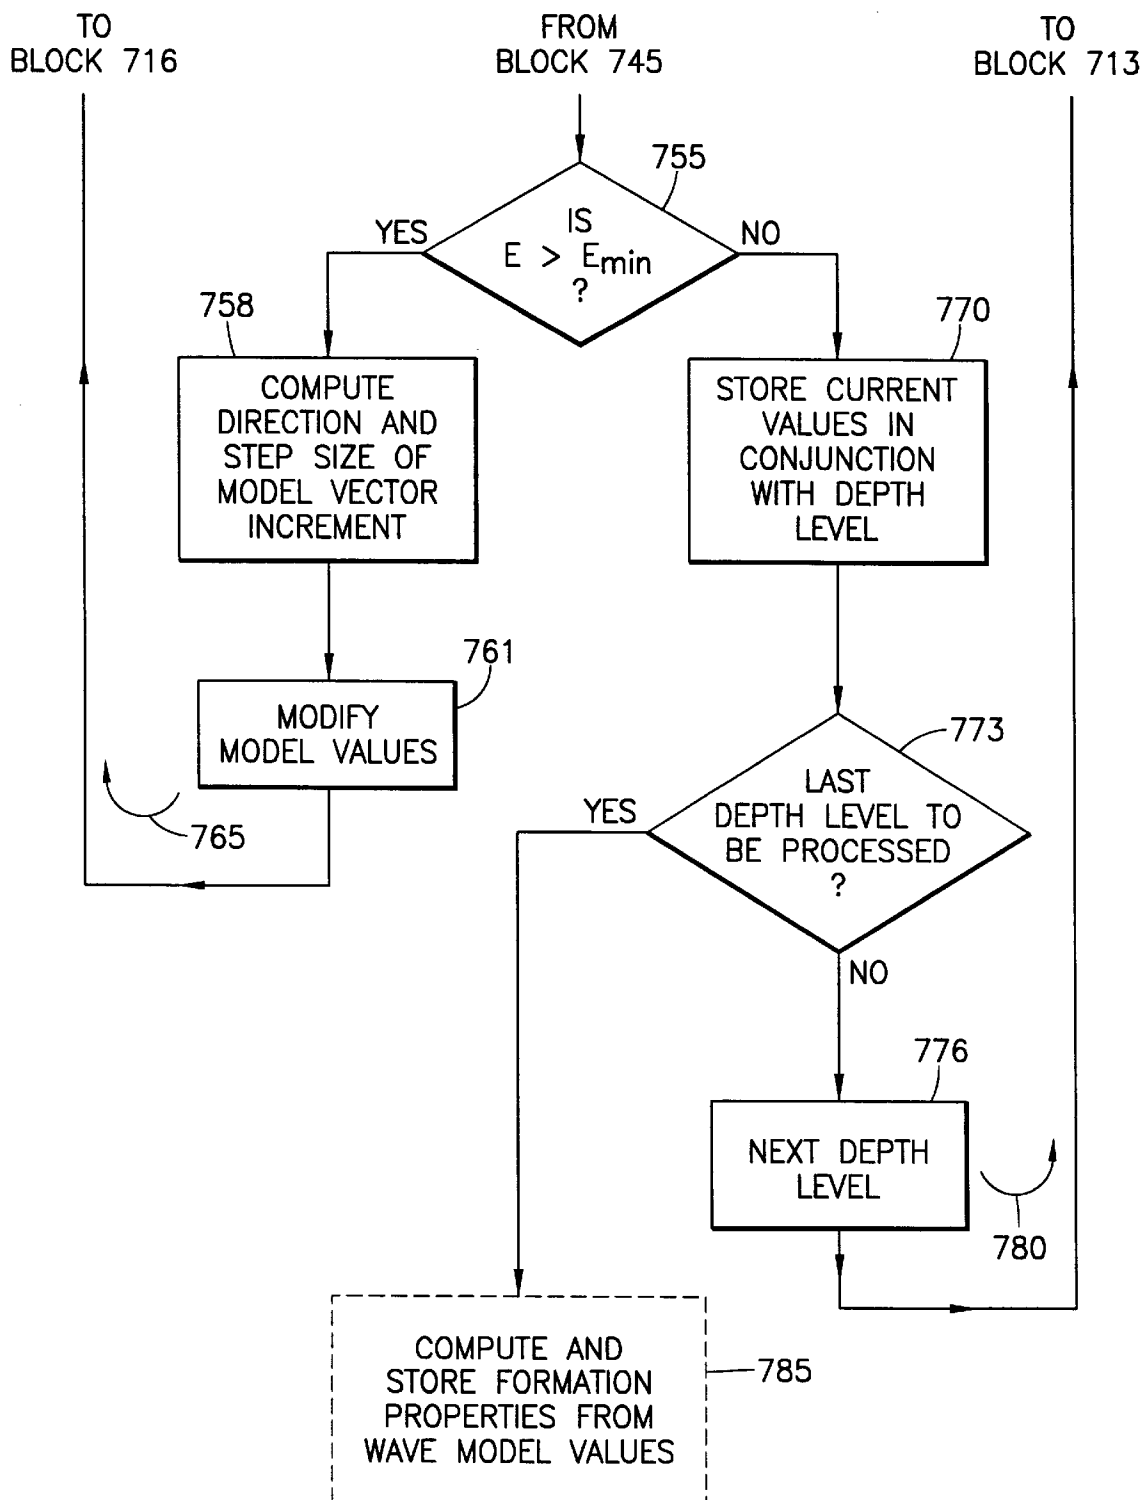 TO
BLOCK 716
FROM
BLOCK 745
TO
BLOCK 713
755
IS
E > Emin
?
YES
NO
758
COMPUTE
DIRECTION AND
STEP SIZE OF
MODEL VECTOR
INCREMENT
770
STORE CURRENT
VALUES IN
CONJUNCTION
WITH DEPTH
LEVEL
761
MODIFY
MODEL VALUES
765
773
LAST
DEPTH LEVEL TO
BE PROCESSED
?
YES
NO
776
NEXT DEPTH
LEVEL
780
COMPUTE AND
STORE FORMATION
PROPERTIES FROM
WAVE MODEL VALUES
785